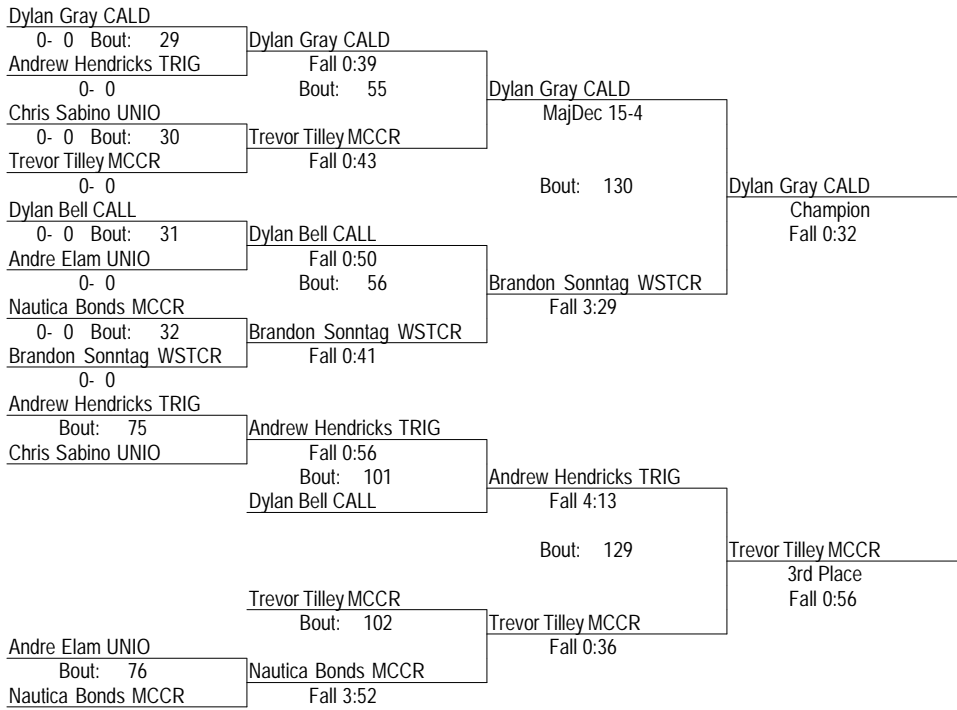 Dylan Gray CALD
0- 0 Bout: 29 Dylan Gray CALD
Andrew Hendricks TRIG Fall 0:39
0- 0 Bout: 55 Dylan Gray CALD
Chris Sabino UNIO MajDec 15-4
0- 0 Bout: 30 Trevor Tilley MCCR
Trevor Tilley MCCR Fall 0:43
0- 0 Bout: 130 Dylan Gray CALD
Dylan Bell CALL Champion
0- 0 Bout: 31 Dylan Bell CALL Fall 0:32
Andre Elam UNIO Fall 0:50
0- 0 Bout: 56 Brandon Sonntag WSTCR
Nautica Bonds MCCR Fall 3:29
0- 0 Bout: 32 Brandon Sonntag WSTCR
Brandon Sonntag WSTCR Fall 0:41
0- 0
Andrew Hendricks TRIG
Bout: 75 Andrew Hendricks TRIG
Chris Sabino UNIO Fall 0:56
Bout: 101 Andrew Hendricks TRIG
Dylan Bell CALL Fall 4:13
Bout: 129 Trevor Tilley MCCR
3rd Place
Trevor Tilley MCCR Fall 0:56
Bout: 102 Trevor Tilley MCCR
Andre Elam UNIO Fall 0:36
Bout: 76 Nautica Bonds MCCR
Nautica Bonds MCCR Fall 3:52